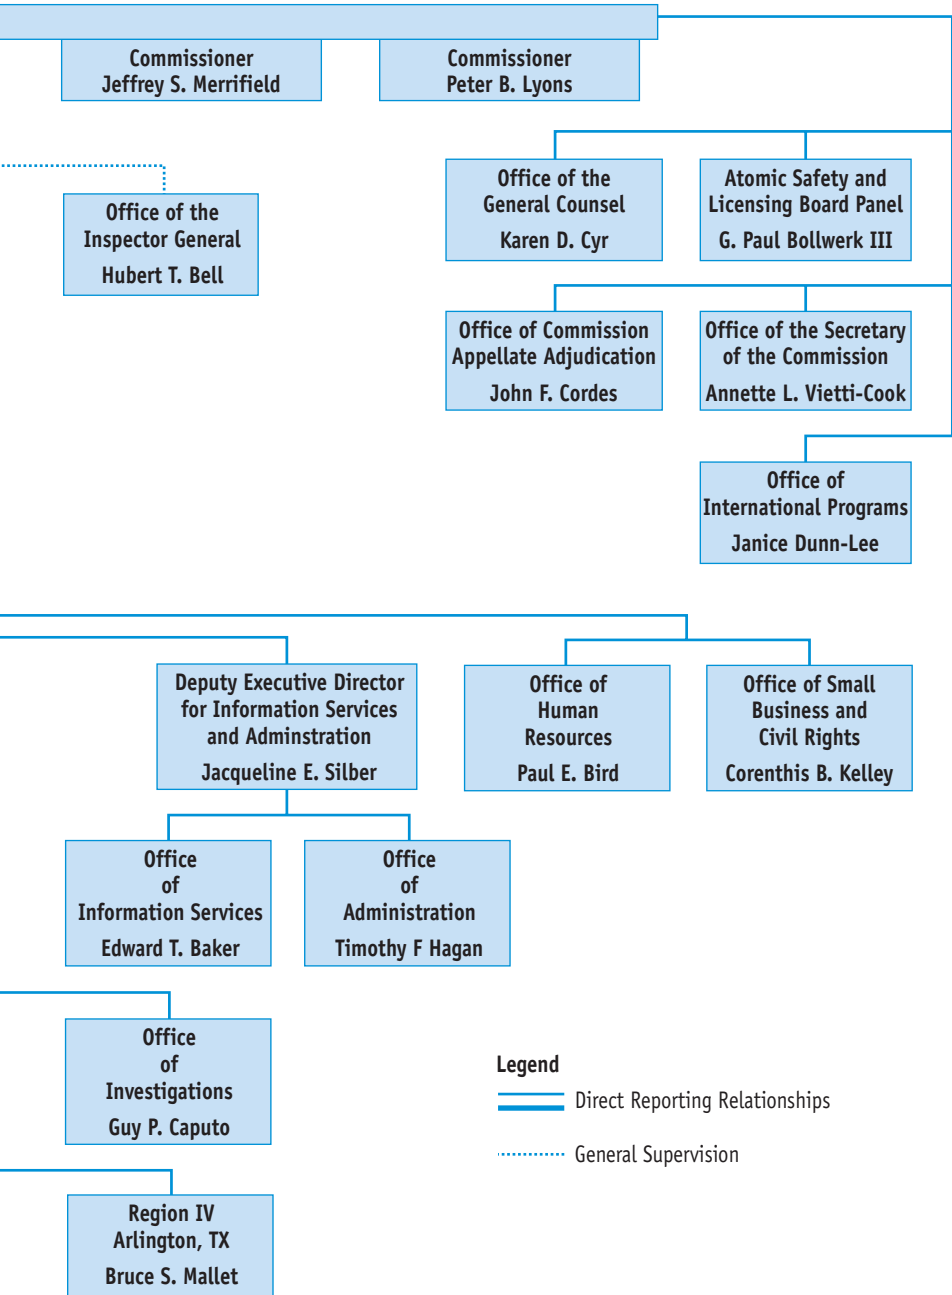 Commissioner
Jeffrey S. Merrifield
Commissioner
Peter B. Lyons
Office of the
Inspector General
Hubert T. Bell
Office of the
General Counsel
Karen D. Cyr
Atomic Safety and
Licensing Board Panel
G. Paul Bollwerk III
Office of Commission
Appellate Adjudication
John F. Cordes
Office of the Secretary
of the Commission
Annette L. Vietti-Cook
Office of
International Programs
Janice Dunn-Lee
Deputy Executive Director
for Information Services
and Adminstration
Jacqueline E. Silber
Office of
Human
Resources
Paul E. Bird
Office of Small
Business and
Civil Rights
Corenthis B. Kelley
Office
of
Information Services
Edward T. Baker
Office
of
Administration
Timothy F Hagan
Office
of
Investigations
Guy P. Caputo
Legend
Direct Reporting Relationships
General Supervision
Region IV
Arlington, TX
Bruce S. Mallet